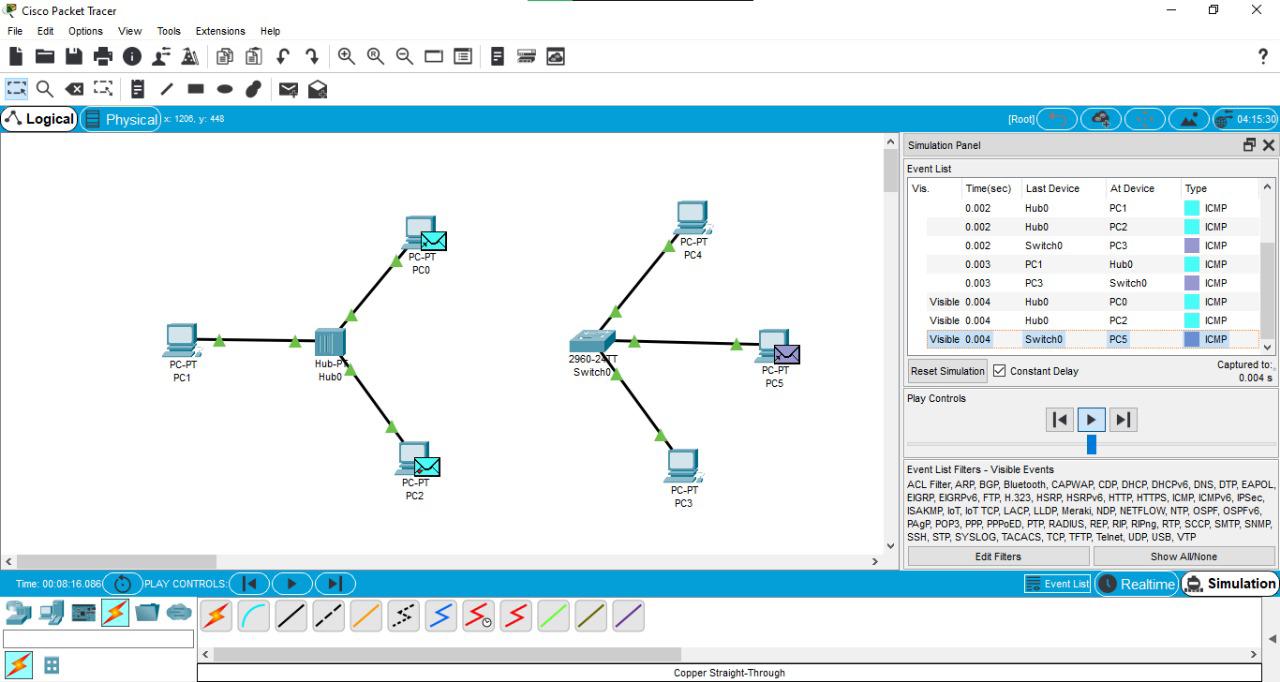 Cisco Packet Tracer
File Edit Options View Tools Extensions Help
?
Logical Physical x: 1206, y: 448 [Root] 04:15:30
PC-PT
PC0
PC-PT
PC1
Hub0
PC-PT
PC2
PC-PT
PC4
2960-24TT
Switch0
PC-PT
PC5
PC-PT
PC3
Simulation Panel
Event List
Vis. Time(sec) Last Device At Device Type
0.002 Hub0 PC1 ICMP
0.002 Hub0 PC2 ICMP
0.002 Switch0 PC3 ICMP
0.003 PC1 Hub0 ICMP
0.003 PC3 Switch0 ICMP
Visible 0.004 Hub0 PC0 ICMP
Visible 0.004 Hub0 PC2 ICMP
Visible 0.004 Switch0 PC5 ICMP
Reset Simulation Constant Delay Captured to:
0.004 s
Play Controls
Event List Filters - Visible Events
ACL Filter, ARP, BGP, Bluetooth, CAPWAP, CDP, DHCP, DHCPv6, DNS, DTP, EAPOL,
EIGRP, EIGRPv6, FTP, H.323, HSRP, HSRPv6, HTTP, HTTPS, ICMP, ICMPv6, IPSec,
ISAKMP, IoT, IoT TCP, LACP, LLDP, Meraki, NDP, NETFLOW, NTP, OSPF, OSPFv6,
PAgP, POP3, PPP, PPPoED, PTP, RADIUS, REP, RIP, RIPng, RTP, SCCP, SMTP, SNMP,
SSH, STP, SYSLOG, TACACS, TCP, TFTP, Telnet, UDP, USB, VTP
Edit Filters Show All/None
Time: 00:08:16.086 PLAY CONTROLS: Event List Realtime Simulation
Copper Straight-Through